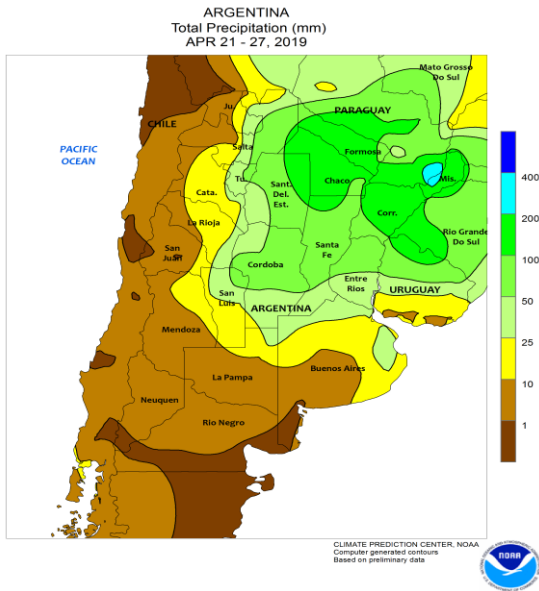 ARGENTINA
Total Precipitation (mm)
APR 21 - 27, 2019
Mato Grosso
Do Sul
Ju.
PARAGUAY
CHILE
PACIFIC
OCEAN
Salta
Formosa
Tu.
Sant.
Del.
Est.
Chaco
Mis.
Cata.
Corr.
La Rioja
Rio Grande
Do Sul
San
Juan
Santa
Fe
Cordoba
Entre
Rios
San
Luis
ARGENTINA
URUGUAY
Mendoza
Buenos Aires
La Pampa
Neuquen
Rio Negro
400
200
100
50
25
10
1
CLIMATE PREDICTION CENTER, NOAA
Computer generated contours
Based on preliminary data
NOAA